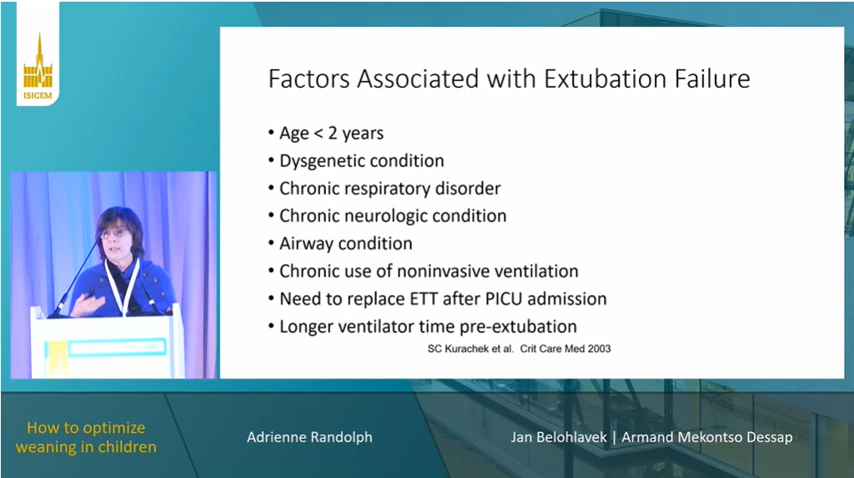 ISICEM
Factors Associated with Extubation Failure
• Age < 2 years
• Dysgenetic condition
• Chronic respiratory disorder
• Chronic neurologic condition
• Airway condition
• Chronic use of noninvasive ventilation
• Need to replace ETT after PICU admission
• Longer ventilator time pre-extubation
SC Kurachek et al. Crit Care Med 2003
How to optimize
weaning in children
Adrienne Randolph
Jan Belohlavek | Armand Mekontso Dessap